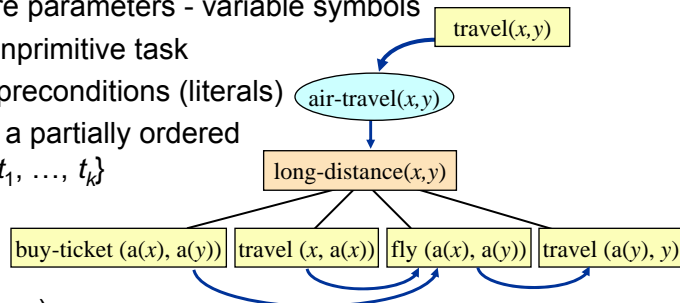 re parameters - variable symbols
travel(x,y)
nprimitive task
preconditions (literals)
air-travel(x,y)
a partially ordered
t1, …, tk}
long-distance(x,y)
buy-ticket (a(x), a(y)) travel (x, a(x)) fly (a(x), a(y)) travel (a(y), y)